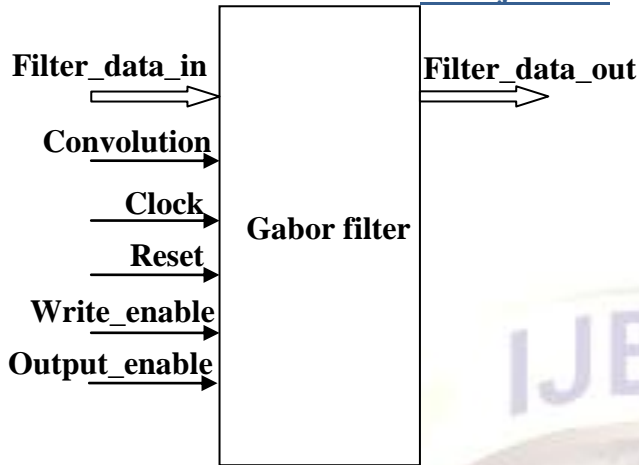 Filter_data_in
Filter_data_out
Convolution
Clock
Gabor filter
Reset
Write_enable
Output_enable